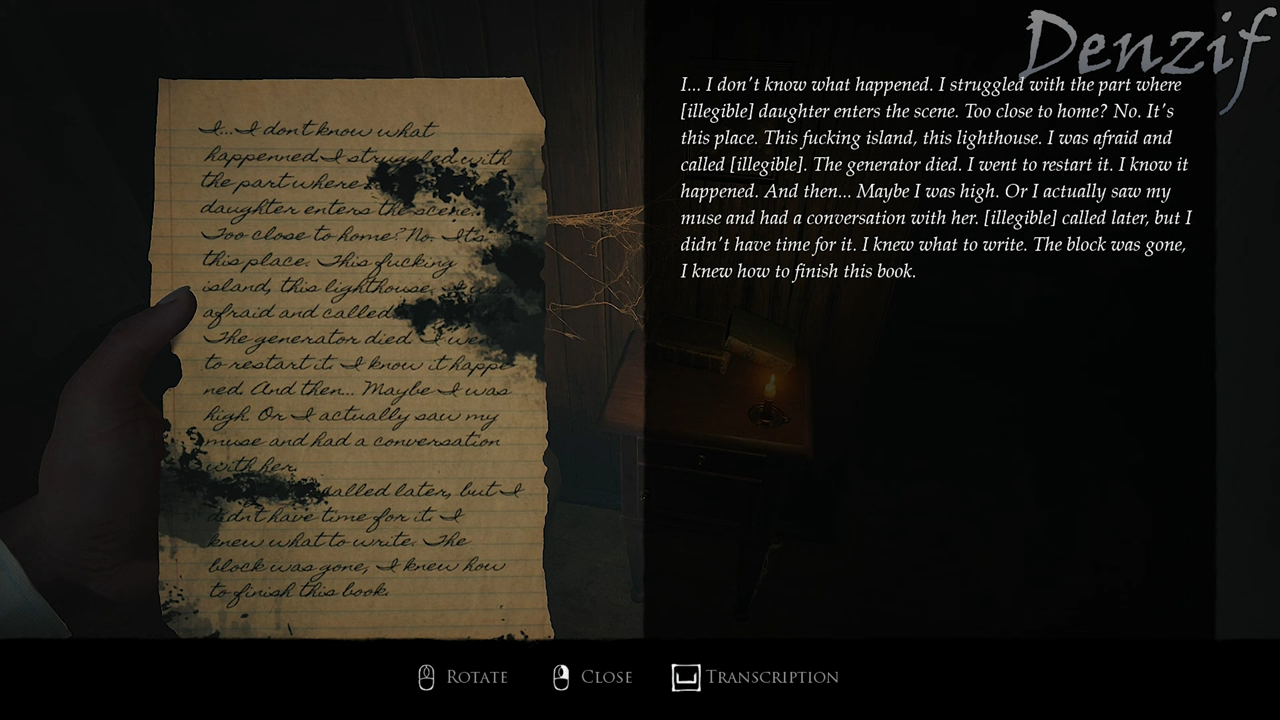 Denzif
I...I dont know what
happenned. I struggled with
the part where
daughter enters the scene.
Too close to home? No. It's
this place. This fucking
island, this lighthouse. I was
afraid and called
The generator died. I went
to restart it. I know it happe
ned. And then... Maybe I was
high. Or I actually saw my
muse and had a conversation
with her.
called later, but I
didnt have time for it. I
knew what to write. The
block was gone, I knew how
to finish this book.
I... I don't know what happened. I struggled with the part where
[illegible] daughter enters the scene. Too close to home? No. It's
this place. This fucking island, this lighthouse. I was afraid and
called [illegible]. The generator died. I went to restart it. I know it
happened. And then... Maybe I was high. Or I actually saw my
muse and had a conversation with her. [illegible] called later, but I
didn't have time for it. I knew what to write. The block was gone,
I knew how to finish this book.
ROTATE
CLOSE
TRANSCRIPTION